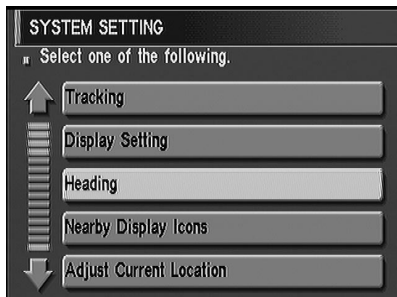 SYSTEM SETTING
Select one of the following.
Tracking
Display Setting
Heading
Nearby Display Icons
Adjust Current Location